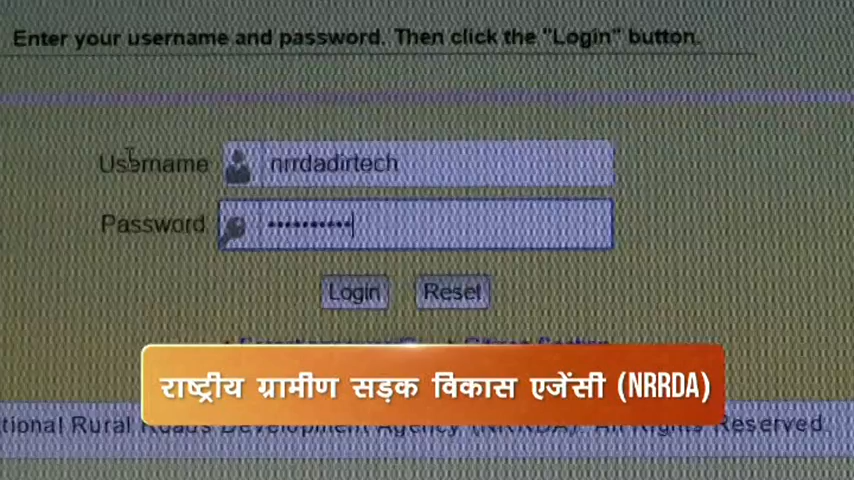 Enter your username and password. Then click the "Login" button.
Username nrrdadirtech
Password ••••••••••
Login Reset
राष्ट्रीय ग्रामीण सड़क विकास एजेंसी (NRRDA)
tional Rural Roads Development Agency (NRRDA). All Rights Reserved.